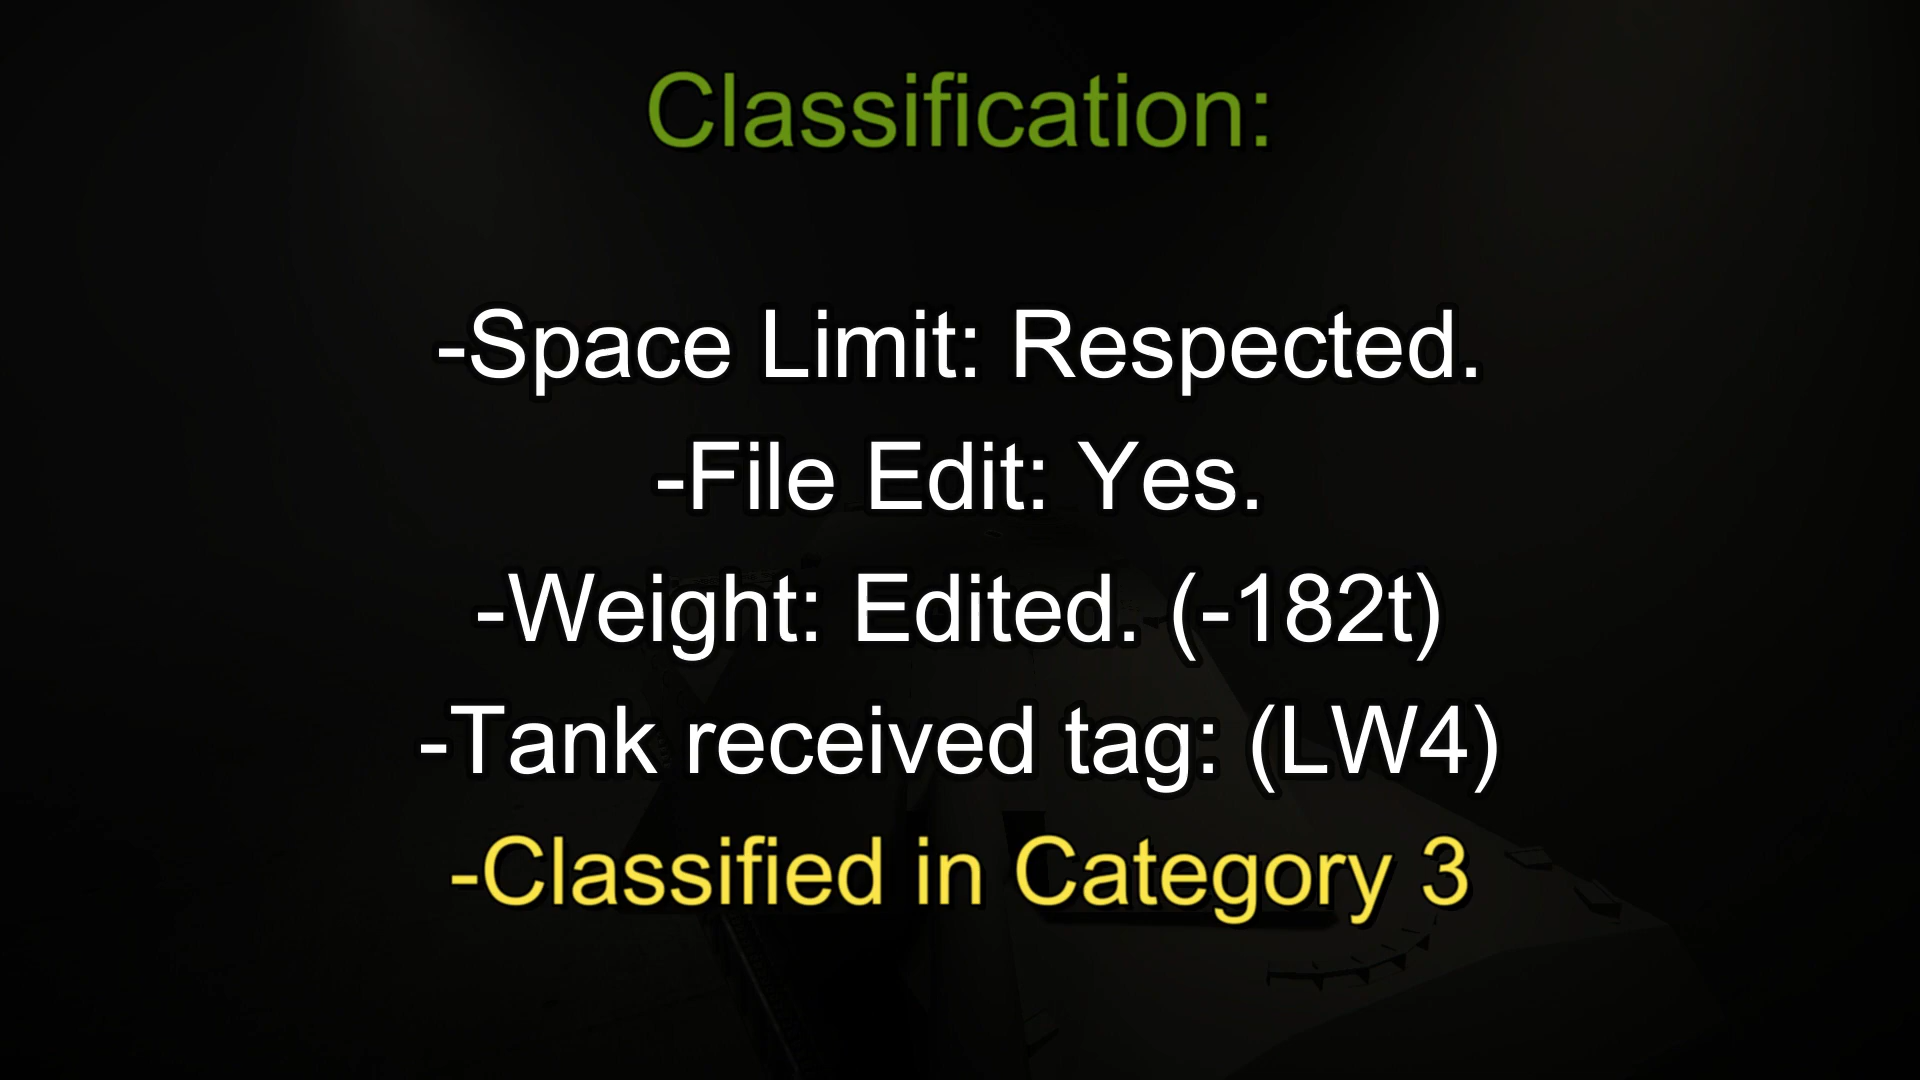 Classification:
-Space Limit: Respected.
-File Edit: Yes.
-Weight: Edited. (-182t)
-Tank received tag: (LW4)
-Classified in Category 3